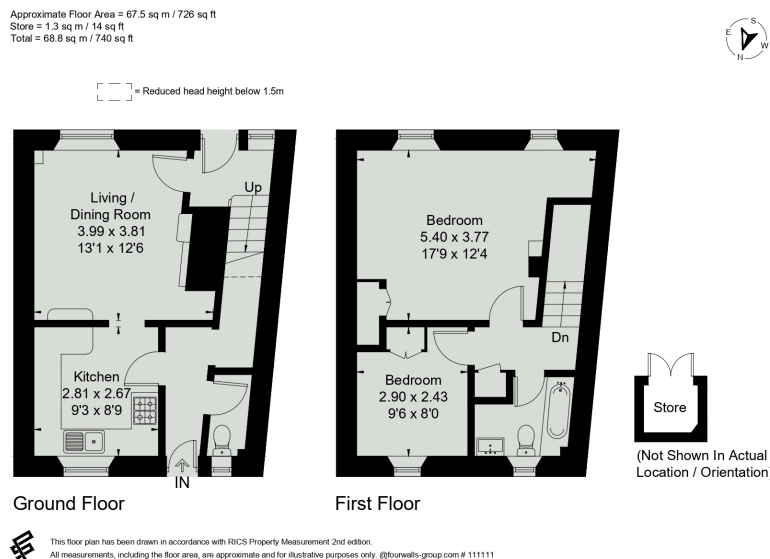 Approximate Floor Area = 67.5 sq m / 726 sq ft
Store = 1.3 sq m / 14 sq ft
Total = 68.8 sq m / 740 sq ft
S
E
W
N
= Reduced head height below 1.5m
Living /
Dining Room
3.99 x 3.81
13'1 x 12'6
Up
Kitchen
2.81 x 2.67
9'3 x 8'9
IN
Ground Floor
Bedroom
5.40 x 3.77
17'9 x 12'4
Dn
Bedroom
2.90 x 2.43
9'6 x 8'0
First Floor
Store
(Not Shown In Actual
Location / Orientation)
This floor plan has been drawn in accordance with RICS Property Measurement 2nd edition.
All measurements, including the floor area, are approximate and for illustrative purposes only. @fourwalls-group.com # 111111